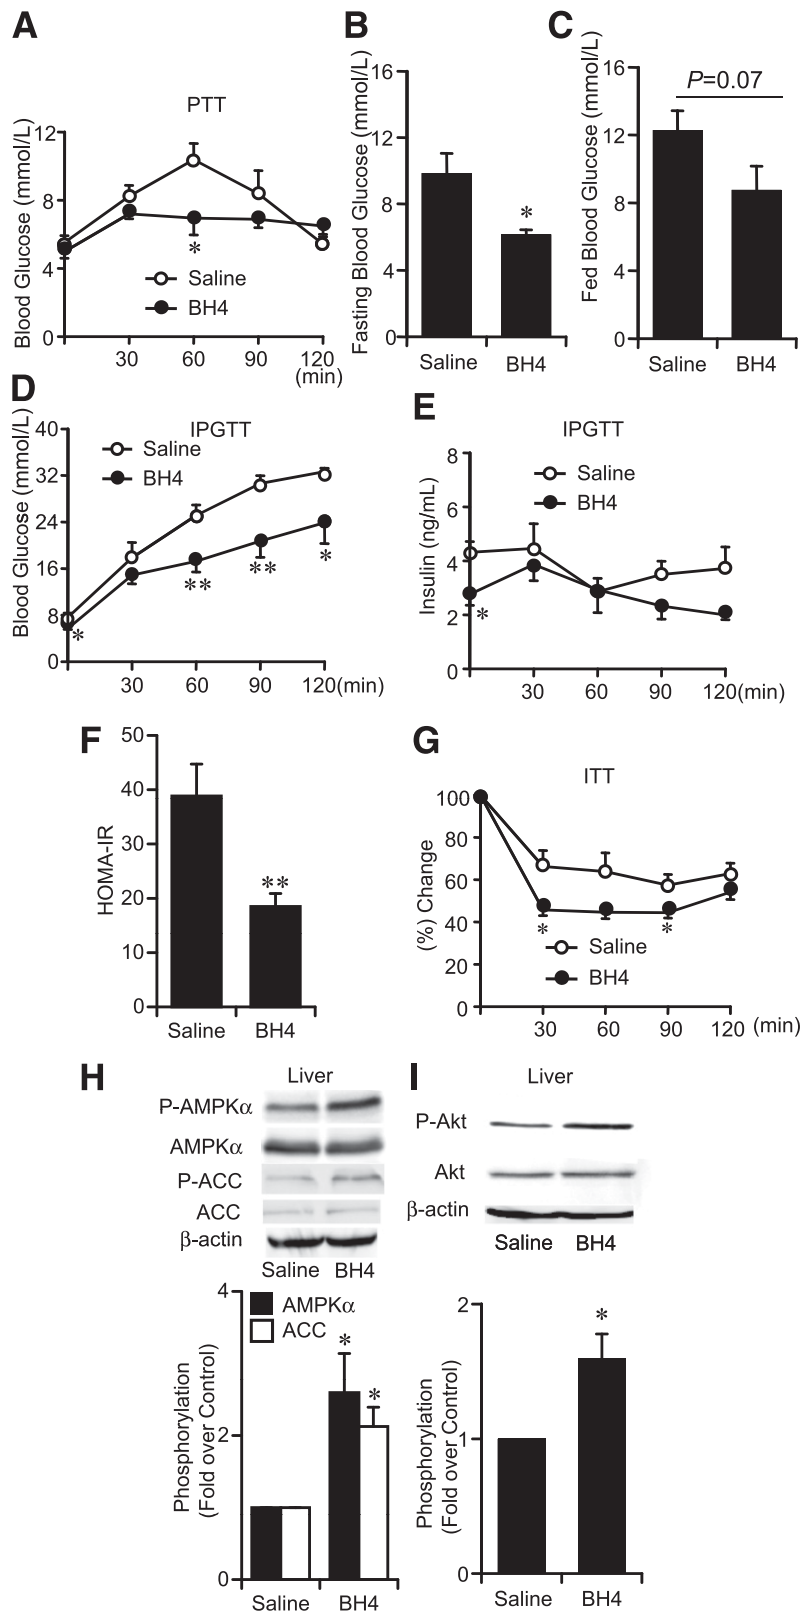 A
PTT
Blood Glucose (mmol/L)
12
8
4
0
*
Saline
BH4
30 60 90 120
(min)
B
Fasting Blood Glucose (mmol/L)
16
12
8
4
0
*
Saline BH4
C
Fed Blood Glucose (mmol/L)
16
12
8
4
0
P=0.07
Saline BH4
D
IPGTT
Blood Glucose (mmol/L)
40
32
24
16
8
0
Saline
BH4
* ** ** *
30 60 90 120(min)
E
IPGTT
Insulin (ng/mL)
8
6
4
2
0
Saline
BH4
*
30 60 90 120(min)
F
HOMA-IR
50
40
30
20
10
0
**
Saline BH4
G
ITT
(%) Change
100
80
60
40
20
0
* *
Saline
BH4
30 60 90 120 (min)
H
Liver
P-AMPKα
AMPKα
P-ACC
ACC
β-actin
Saline BH4
Phosphorylation
(Fold over Control)
4
2
0
AMPKα
ACC
* *
Saline BH4
I
Liver
P-Akt
Akt
β-actin
Saline BH4
Phosphorylation
(Fold over Control)
2
1
0
*
Saline BH4